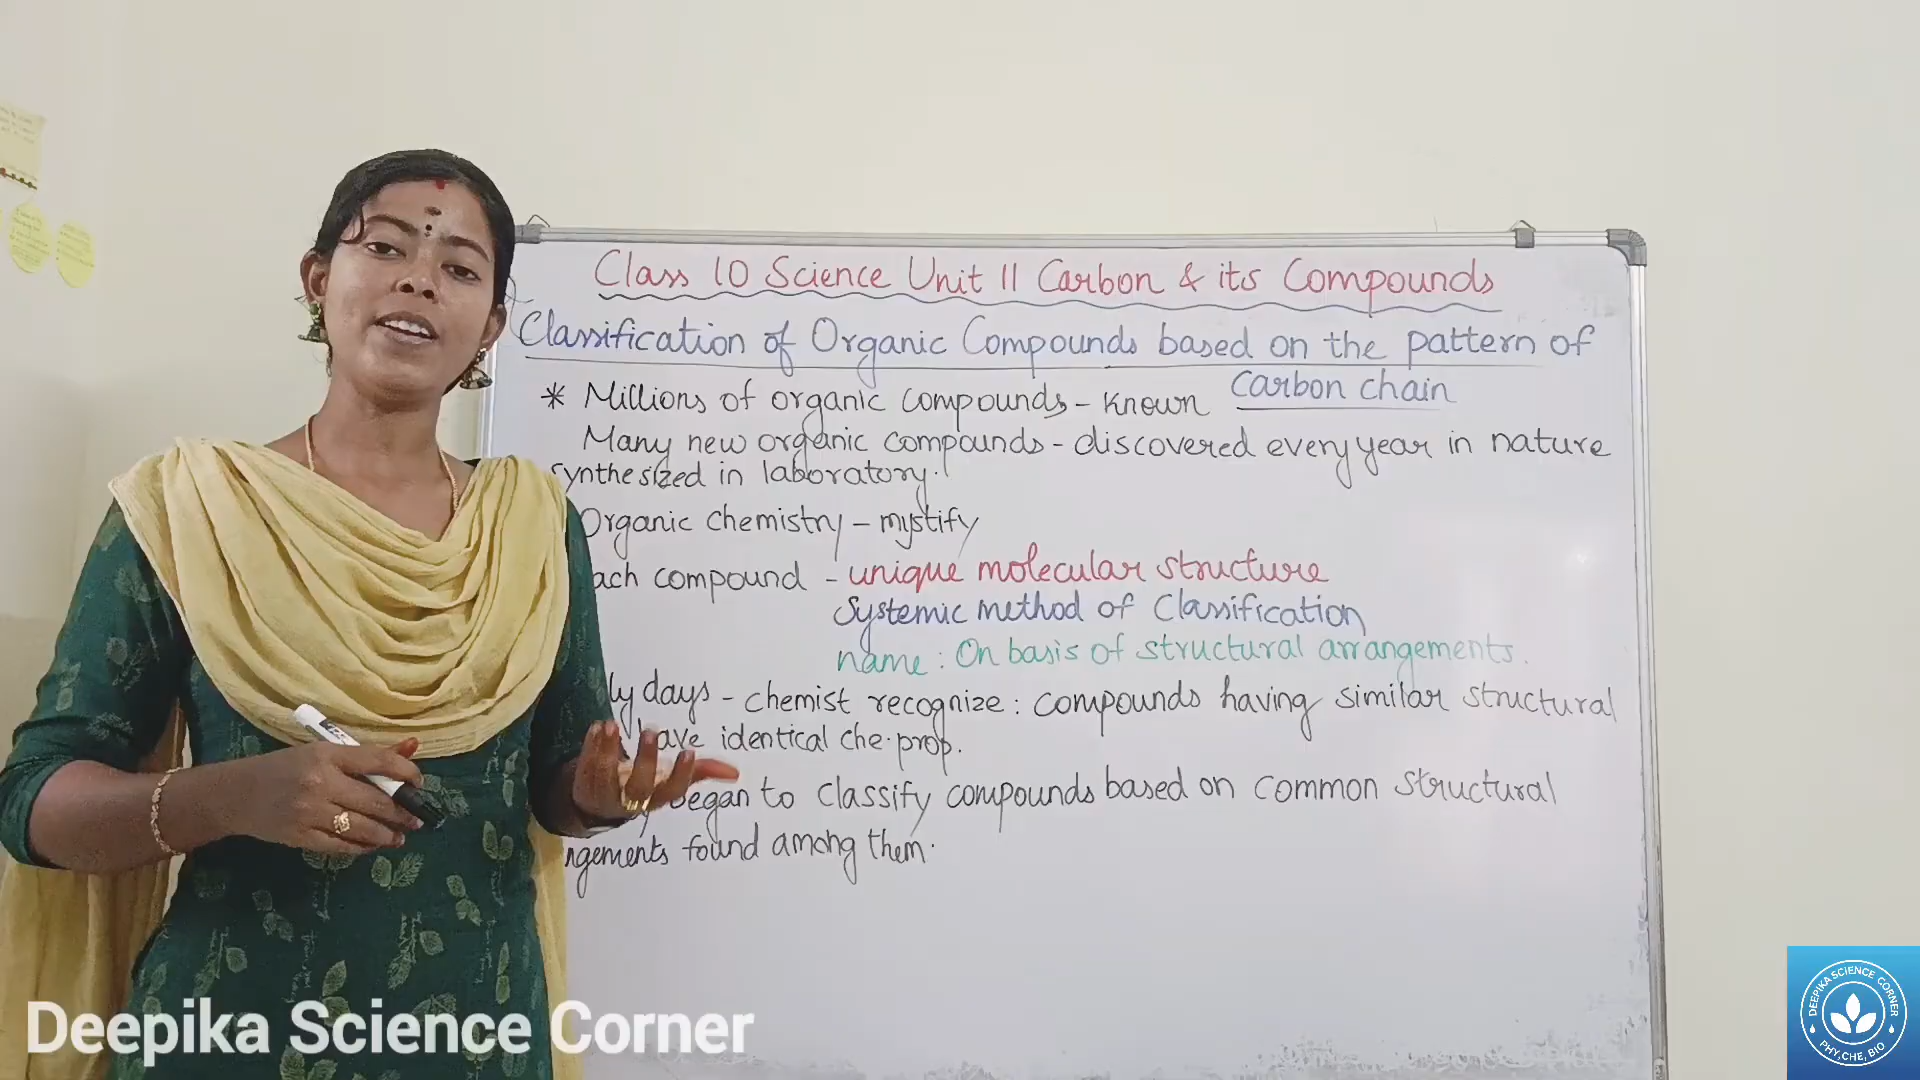 Class 10 Science Unit 11 Carbon & its Compounds
Classification of Organic Compounds based on the pattern of
Carbon chain
* Millions of organic compounds - known
Many new organic compounds - discovered every year in nature
synthesized in laboratory.
Organic chemistry - mystify
ach compound - unique molecular structure
Systemic method of Classification
name : On basis of structural arrangements.
ly days - chemist recognize : compounds having similar structural
have identical che. prop.
began to classify compounds based on common structural
ngements found among them.
Deepika Science Corner
DEEPIKA SCIENCE CORNER
PHY, CHE, BIO